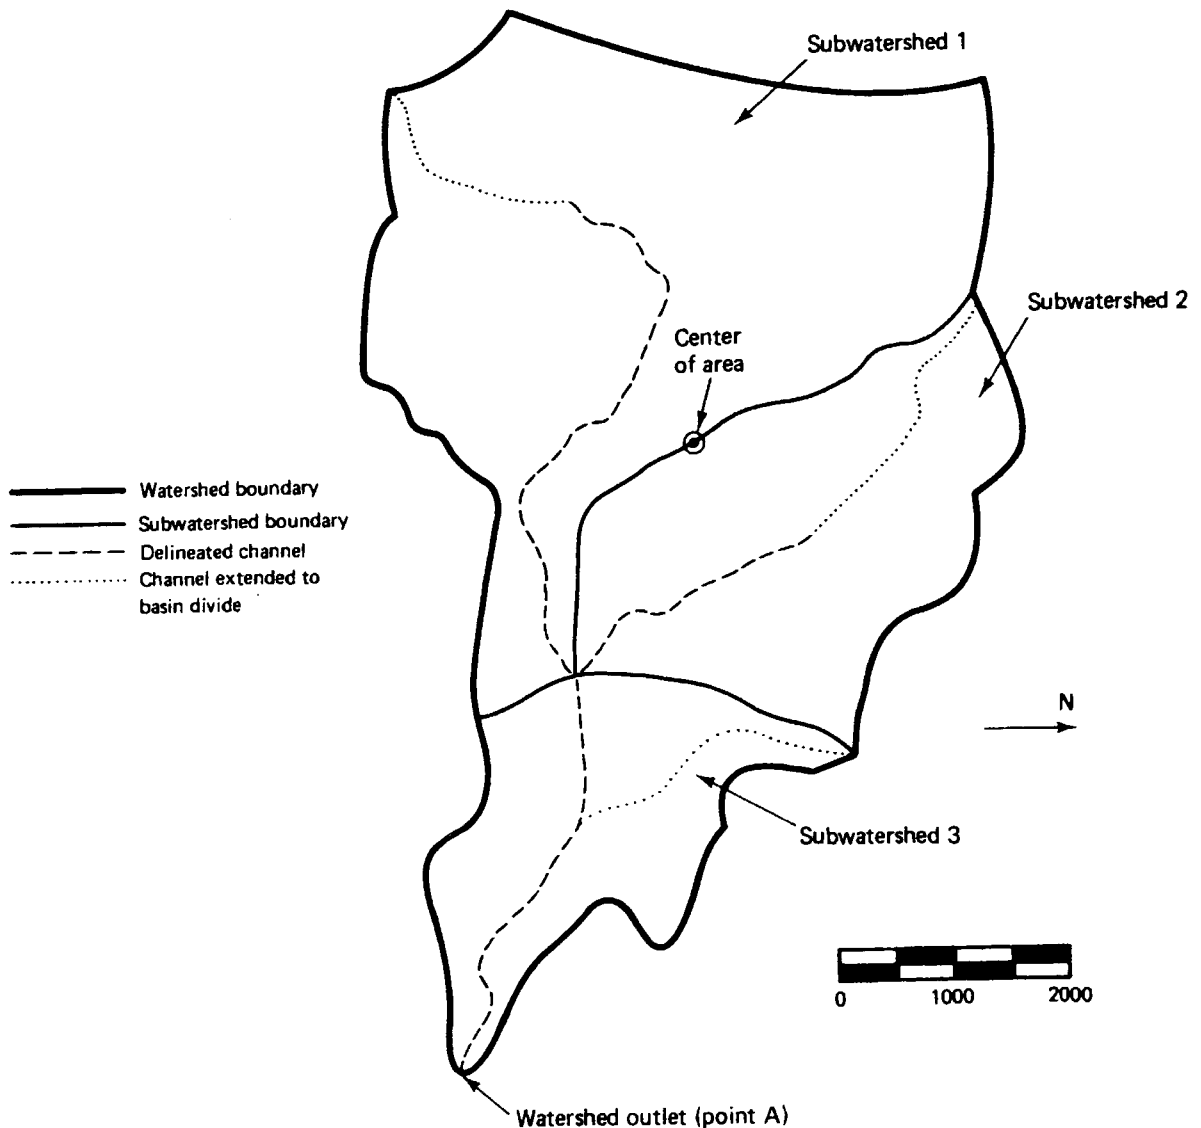 Subwatershed 1
Subwatershed 2
Center
of area
Watershed boundary
Subwatershed boundary
Delineated channel
Channel extended to
basin divide
N
Subwatershed 3
0 1000 2000
Watershed outlet (point A)